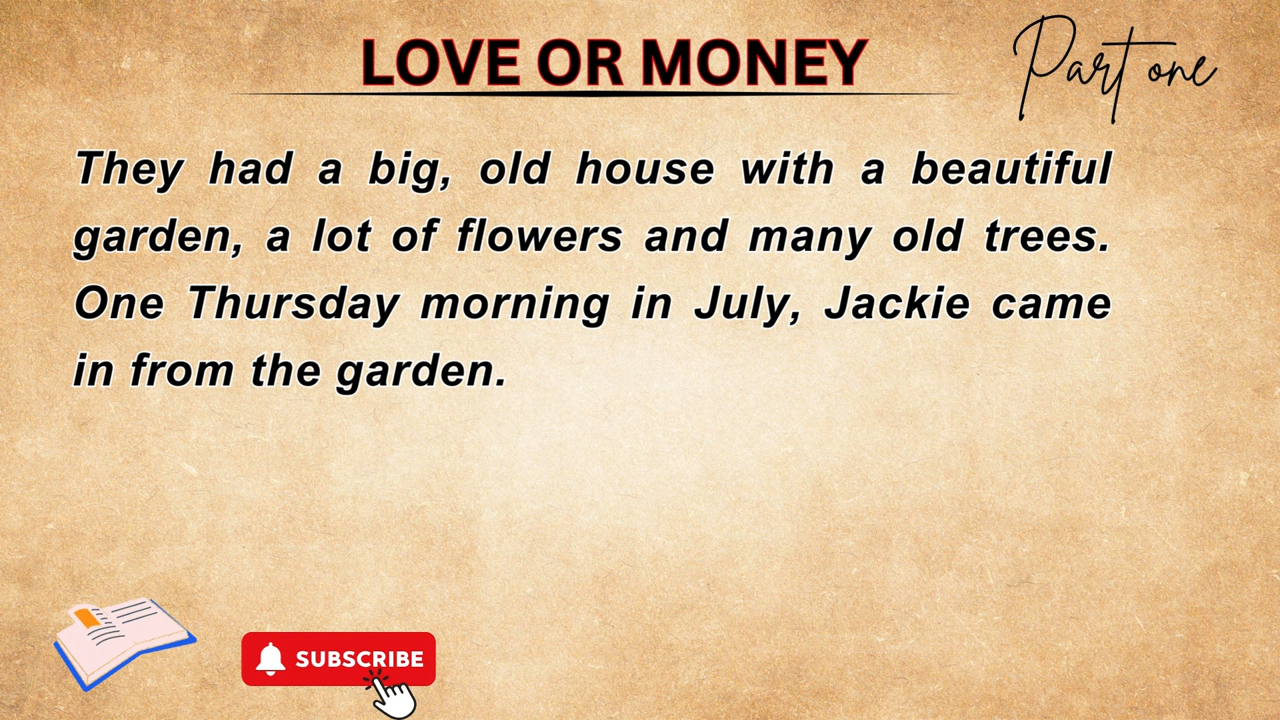 LOVE OR MONEY
Part one
They had a big, old house with a beautiful
garden, a lot of flowers and many old trees.
One Thursday morning in July, Jackie came
in from the garden.
SUBSCRIBE